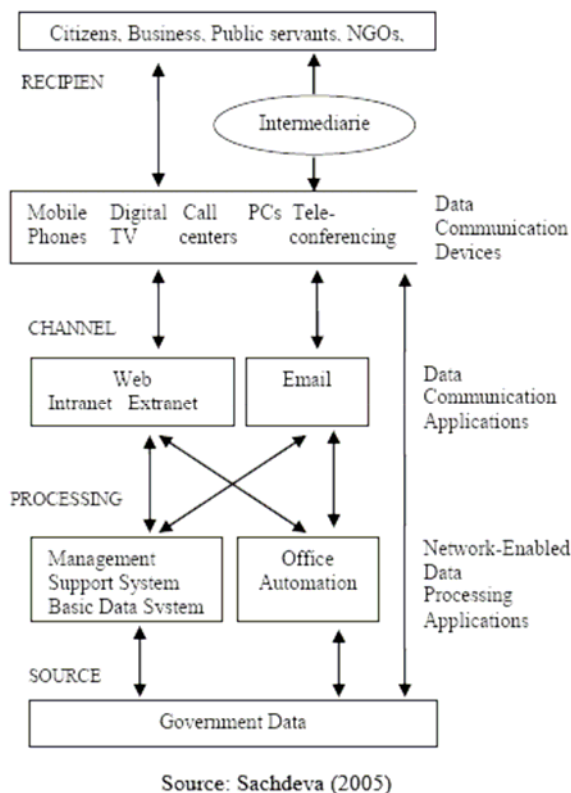 Citizens, Business, Public servants, NGOs,
RECIPIEN
Intermediarie
Mobile Digital Call PCs Tele-
Phones TV centers conferencing
Data
Communication
Devices
CHANNEL
Web
Intranet Extranet
Email
Data
Communication
Applications
PROCESSING
Management
Support System
Basic Data System
Office
Automation
Network-Enabled
Data
Processing
Applications
SOURCE
Government Data
Source: Sachdeva (2005)